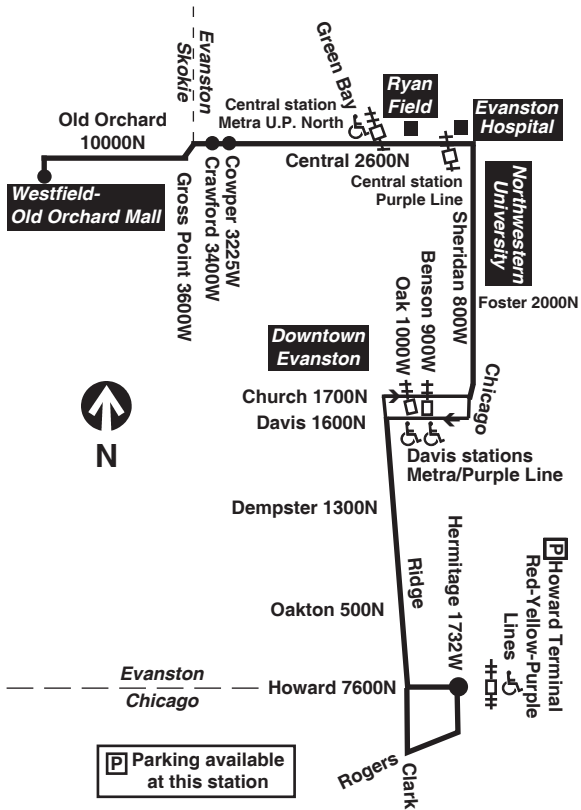 Evanston
Skokie
Green Bay
Ryan
Field
Evanston
Hospital
Central station
Metra U.P. North
Old Orchard
10000N
Central 2600N
Central station
Purple Line
Westfield-
Old Orchard Mall
Gross Point 3600W
Crawford 3400W
Cowper 3225W
Northwestern
University
Sheridan 800W
Foster 2000N
Benson 900W
Oak 1000W
Downtown
Evanston
Church 1700N
Davis 1600N
Chicago
Davis stations
Metra/Purple Line
N
Dempster 1300N
Ridge
Hermitage 1732W
P Howard Terminal
Red-Yellow-Purple
Lines
Oakton 500N
Evanston
Chicago
Howard 7600N
Rogers
Clark
P Parking available
at this station